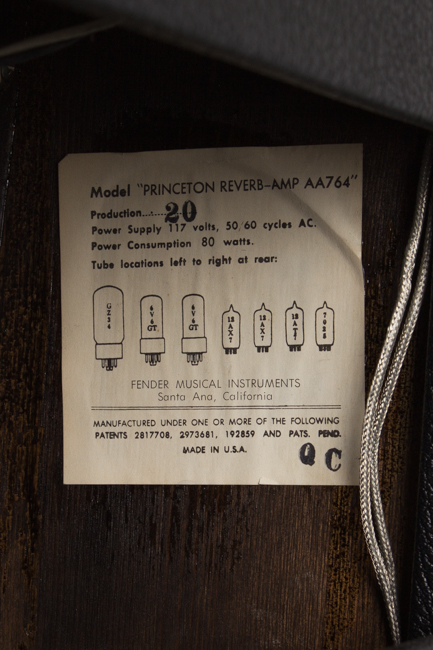 Model "PRINCETON REVERB-AMP AA764"
Production..... 20
Power Supply 117 volts, 50/60 cycles AC.
Power Consumption 80 watts.
Tube locations left to right at rear:
GZ34 6V6GT 6V6GT 12AX7 12AX7 12AT7 7025
FENDER MUSICAL INSTRUMENTS
Santa Ana, California
MANUFACTURED UNDER ONE OR MORE OF THE FOLLOWING
PATENTS 2817708, 2973681, 192859 AND PATS. PEND.
MADE IN U.S.A.
QC